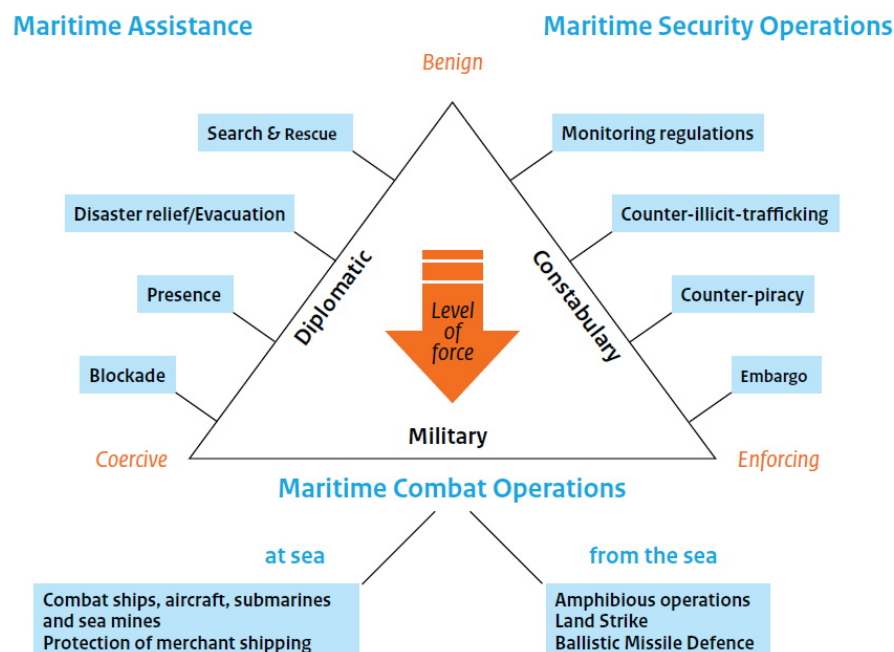 Maritime Assistance
Maritime Security Operations
Benign
Search & Rescue
Monitoring regulations
Disaster relief/Evacuation
Counter-illicit-trafficking
Diplomatic
Constabulary
Presence
Counter-piracy
Level
of
force
Blockade
Embargo
Military
Coercive
Enforcing
Maritime Combat Operations
at sea
from the sea
Combat ships, aircraft, submarines
and sea mines
Protection of merchant shipping
Amphibious operations
Land Strike
Ballistic Missile Defence